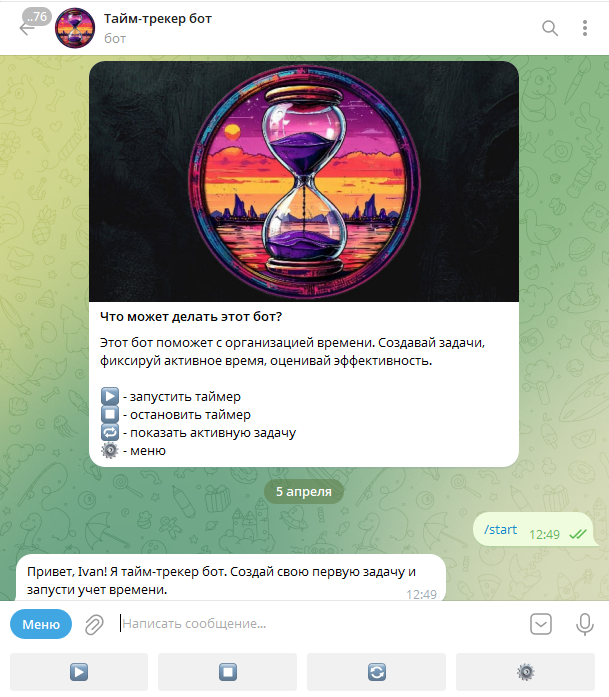 ..76
Тайм-трекер бот
бот
Что может делать этот бот?
Этот бот поможет с организацией времени. Создавай задачи,
фиксируй активное время, оценивай эффективность.
▶️ - запустить таймер
⏹️ - остановить таймер
🔁 - показать активную задачу
⚙️ - меню
5 апреля
/start 12:49
Привет, Ivan! Я тайм-трекер бот. Создай свою первую задачу и
запусти учет времени.
12:49
Меню
Написать сообщение...